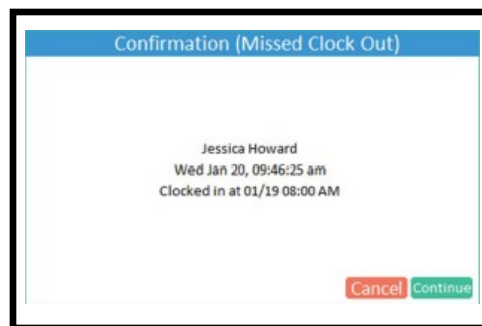 Confirmation (Missed Clock Out)
Jessica Howard
Wed Jan 20, 09:46:25 am
Clocked in at 01/19 08:00 AM
Cancel Continue